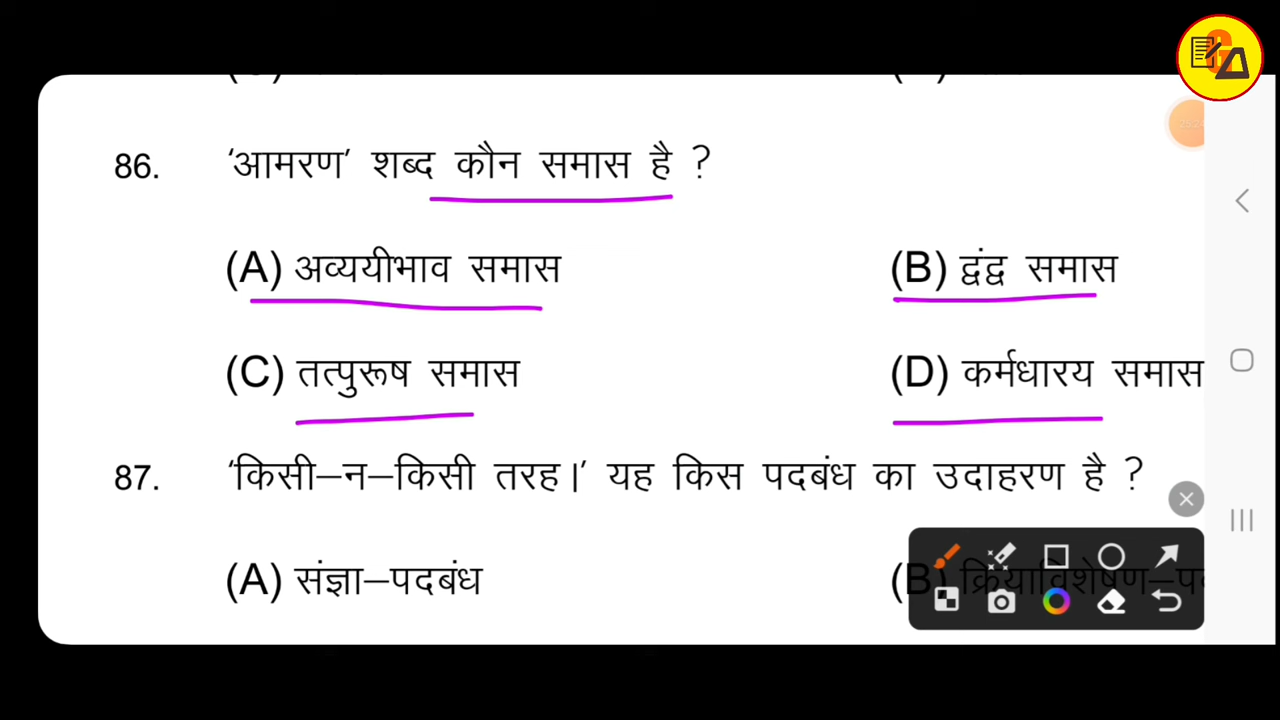 86. ‘आमरण’ शब्द कौन समास है ?
(A) अव्ययीभाव समास (B) द्वंद्व समास
(C) तत्पुरूष समास (D) कर्मधारय समास
87. ‘किसी–न–किसी तरह।’ यह किस पदबंध का उदाहरण है ?
(A) संज्ञा–पदबंध (B) क्रियाविशेषण–